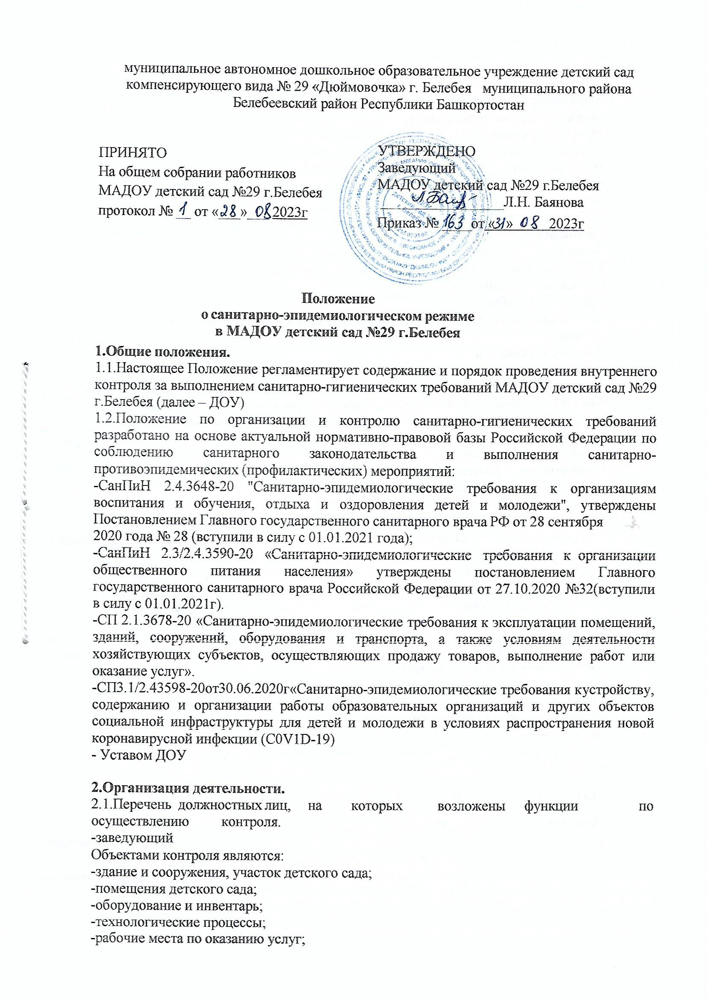 муниципальное автономное дошкольное образовательное учреждение детский сад
компенсирующего вида № 29 «Дюймовочка» г. Белебея муниципального района
Белебеевский район Республики Башкортостан
ПРИНЯТО
На общем собрании работников
МАДОУ детский сад №29 г.Белебея
протокол № 1 от «28» 08 2023г
УТВЕРЖДЕНО
Заведующий
МАДОУ детский сад №29 г.Белебея
Л.Н. Баянова
Приказ № 163 от «31» 08 2023г
Положение
о санитарно-эпидемиологическом режиме
в МАДОУ детский сад №29 г.Белебея
1.Общие положения.
1.1.Настоящее Положение регламентирует содержание и порядок проведения внутреннего
контроля за выполнением санитарно-гигиенических требований МАДОУ детский сад №29
г.Белебея (далее – ДОУ)
1.2.Положение по организации и контролю санитарно-гигиенических требований
разработано на основе актуальной нормативно-правовой базы Российской Федерации по
соблюдению санитарного законодательства и выполнения санитарно-
противоэпидемических (профилактических) мероприятий:
-СанПиН 2.4.3648-20 "Санитарно-эпидемиологические требования к организациям
воспитания и обучения, отдыха и оздоровления детей и молодежи", утверждены
Постановлением Главного государственного санитарного врача РФ от 28 сентября
2020 года № 28 (вступили в силу с 01.01.2021 года);
-СанПиН 2.3/2.4.3590-20 «Санитарно-эпидемиологические требования к организации
общественного питания населения» утверждены постановлением Главного
государственного санитарного врача Российской Федерации от 27.10.2020 №32(вступили
в силу с 01.01.2021г).
-СП 2.1.3678-20 «Санитарно-эпидемиологические требования к эксплуатации помещений,
зданий, сооружений, оборудования и транспорта, а также условиям деятельности
хозяйствующих субъектов, осуществляющих продажу товаров, выполнение работ или
оказание услуг».
-СП3.1/2.43598-20от30.06.2020г«Санитарно-эпидемиологические требования кустройству,
содержанию и организации работы образовательных организаций и других объектов
социальной инфраструктуры для детей и молодежи в условиях распространения новой
коронавирусной инфекции (C0V1D-19)
- Уставом ДОУ
2.Организация деятельности.
2.1.Перечень должностных лиц, на которых возложены функции по
осуществлению контроля.
-заведующий
Объектами контроля являются:
-здание и сооружения, участок детского сада;
-помещения детского сада;
-оборудование и инвентарь;
-технологические процессы;
-рабочие места по оказанию услуг;